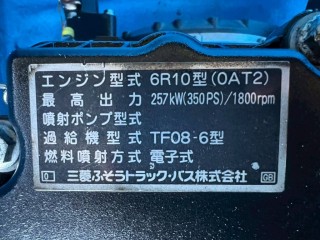 エンジン型式 6R10型(0AT2)
最高出力 257kW(350PS)/1800rpm
噴射ポンプ型式
過給機型式 TF08-6型
燃料噴射方式 電子式
0 三菱ふそうトラック・バス株式会社 GB